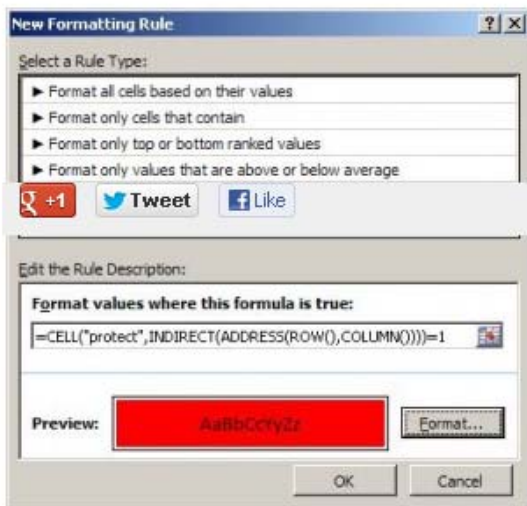 New Formatting Rule
Select a Rule Type:
► Format all cells based on their values
► Format only cells that contain
► Format only top or bottom ranked values
► Format only values that are above or below average
g +1 Tweet Like
Edit the Rule Description:
Format values where this formula is true:
=CELL("protect",INDIRECT(ADDRESS(ROW(),COLUMN())))=1
Preview: AaBbCcYyZz Format...
OK Cancel